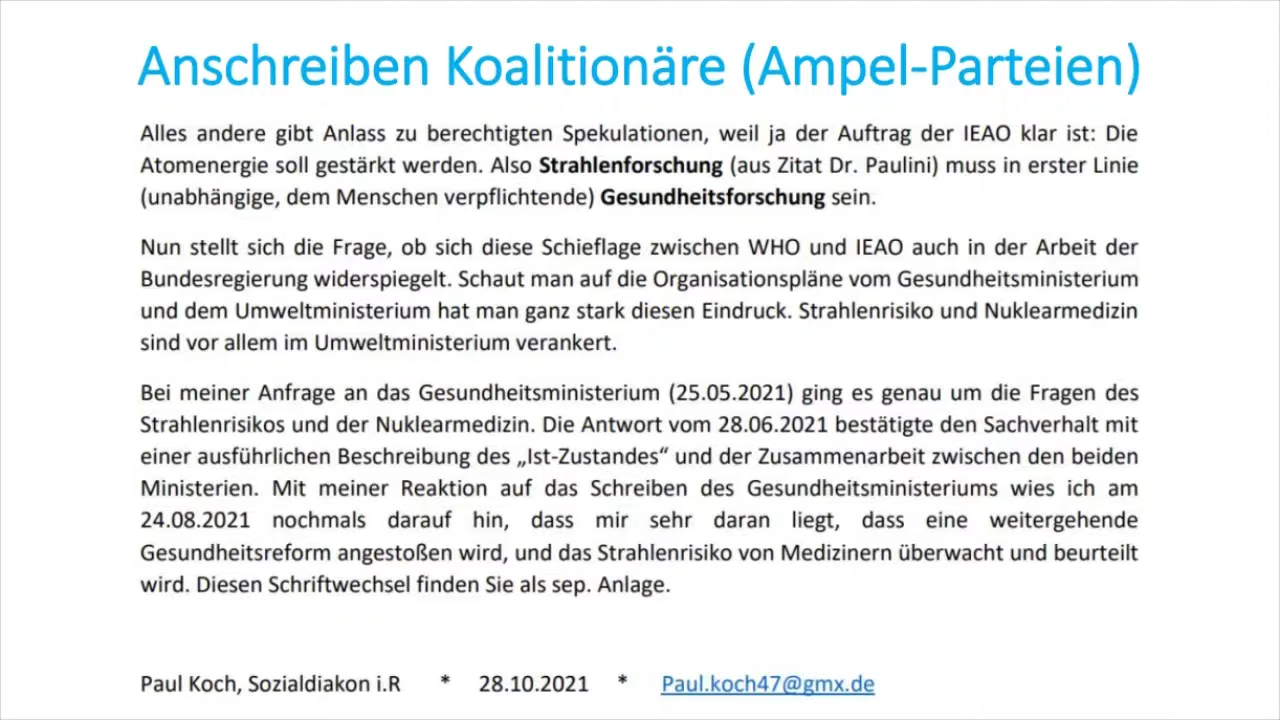 Anschreiben Koalitionäre (Ampel-Parteien)
Alles andere gibt Anlass zu berechtigten Spekulationen, weil ja der Auftrag der IEAO klar ist: Die
Atomenergie soll gestärkt werden. Also Strahlenforschung (aus Zitat Dr. Paulini) muss in erster Linie
(unabhängige, dem Menschen verpflichtende) Gesundheitsforschung sein.
Nun stellt sich die Frage, ob sich diese Schieflage zwischen WHO und IEAO auch in der Arbeit der
Bundesregierung widerspiegelt. Schaut man auf die Organisationspläne vom Gesundheitsministerium
und dem Umweltministerium hat man ganz stark diesen Eindruck. Strahlenrisiko und Nuklearmedizin
sind vor allem im Umweltministerium verankert.
Bei meiner Anfrage an das Gesundheitsministerium (25.05.2021) ging es genau um die Fragen des
Strahlenrisikos und der Nuklearmedizin. Die Antwort vom 28.06.2021 bestätigte den Sachverhalt mit
einer ausführlichen Beschreibung des „Ist-Zustandes“ und der Zusammenarbeit zwischen den beiden
Ministerien. Mit meiner Reaktion auf das Schreiben des Gesundheitsministeriums wies ich am
24.08.2021 nochmals darauf hin, dass mir sehr daran liegt, dass eine weitergehende
Gesundheitsreform angestoßen wird, und das Strahlenrisiko von Medizinern überwacht und beurteilt
wird. Diesen Schriftwechsel finden Sie als sep. Anlage.
Paul Koch, Sozialdiakon i.R * 28.10.2021 * Paul.koch47@gmx.de